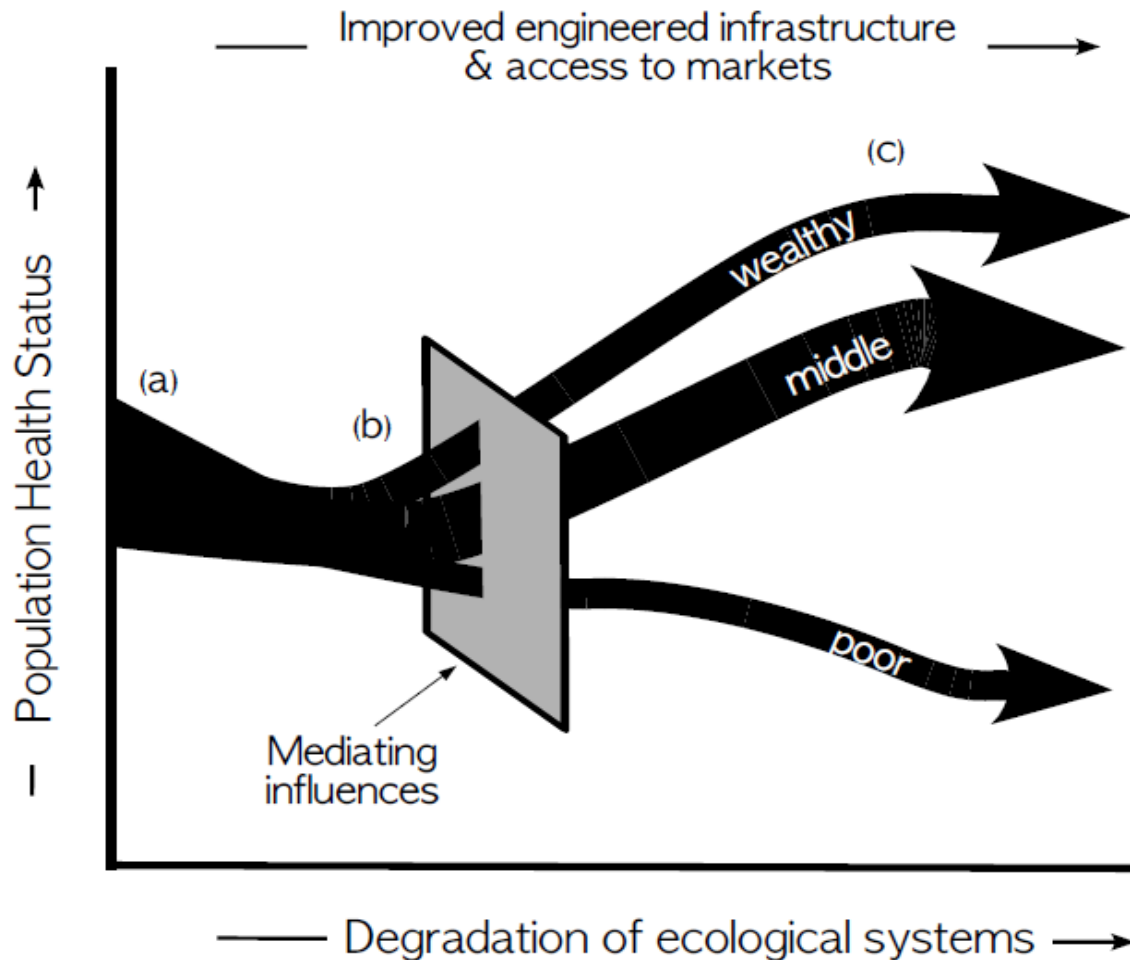 Improved engineered infrastructure
& access to markets
(c)
wealthy
(a)
middle
(b)
Population Health Status
poor
Mediating
influences
Degradation of ecological systems